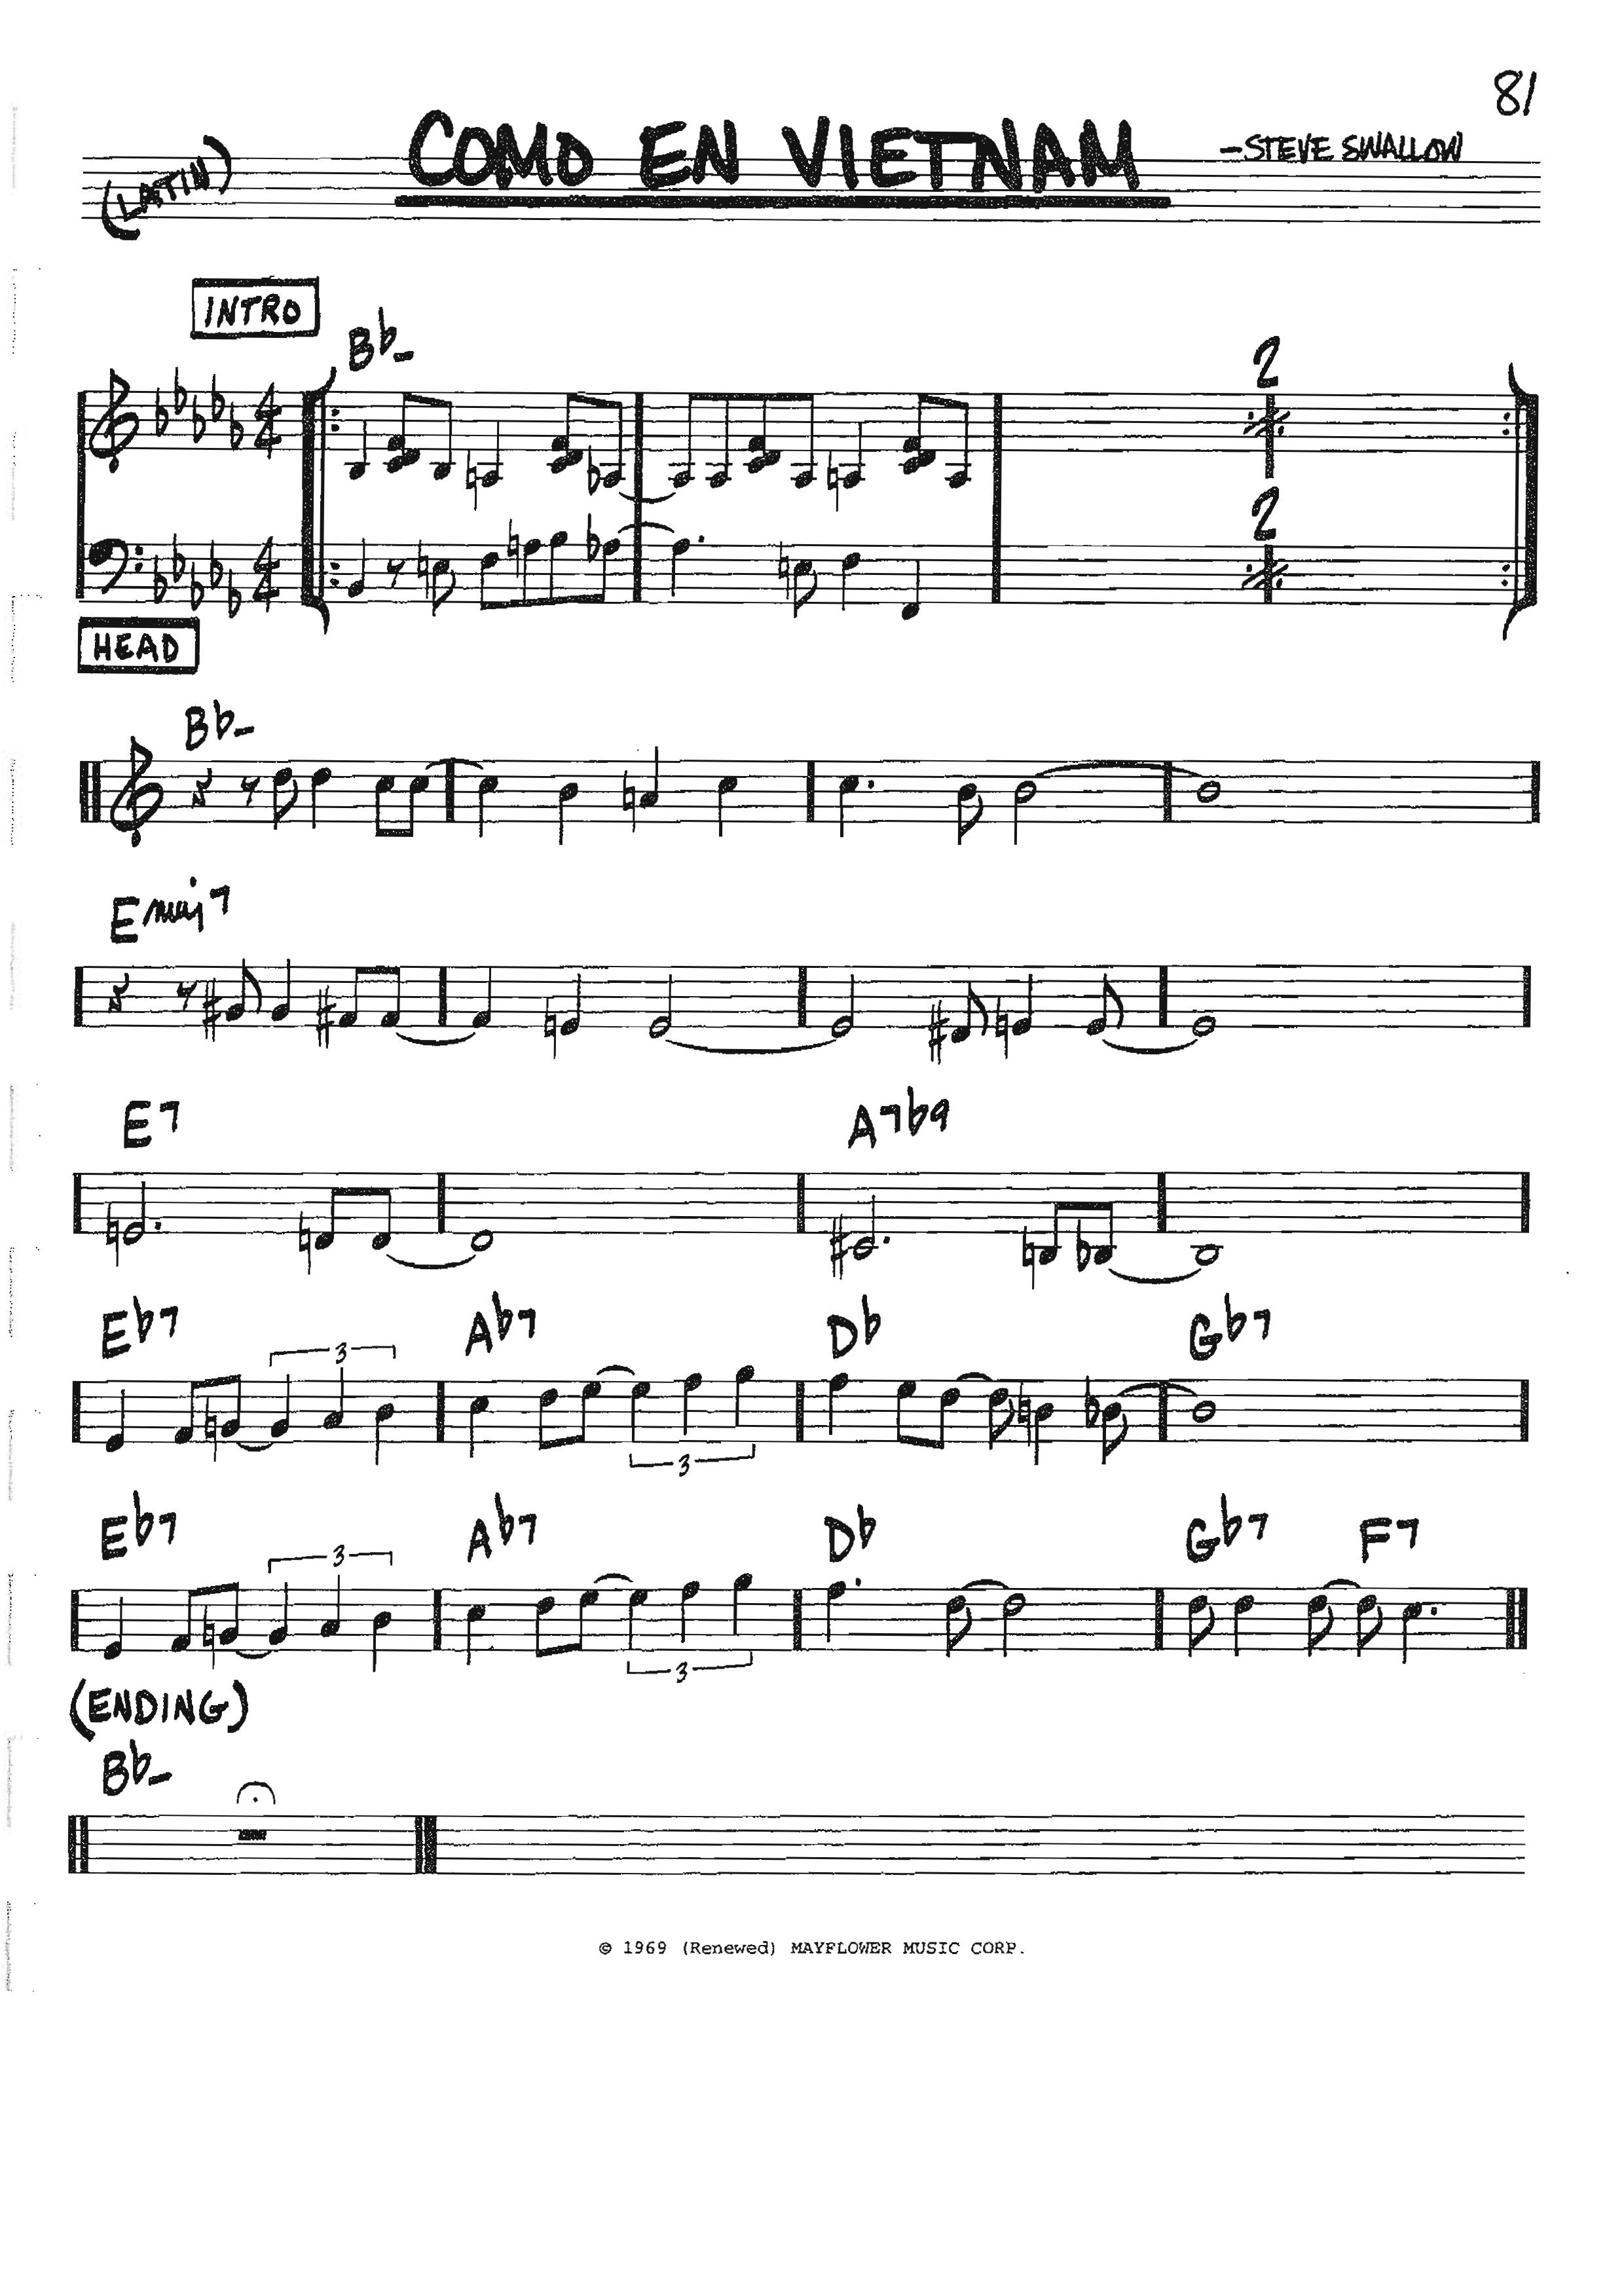 81
COMO EN VIETNAM
-STEVE SWALLOW
(LATIN)
INTRO
Bb-
2
2
HEAD
Bb-
Emaj7
E7 A7b9
Eb7 Ab7 Db Gb7
3
3
Eb7 Ab7 Db Gb7 F7
3
3
(ENDING)
Bb-
© 1969 (Renewed) MAYFLOWER MUSIC CORP.